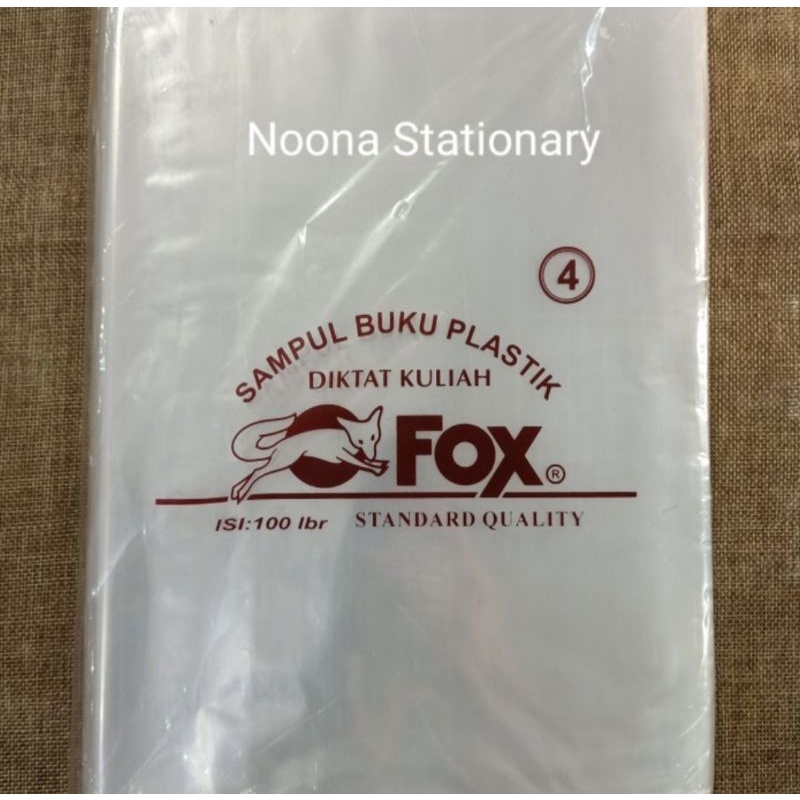 Noona Stationary
4
SAMPUL BUKU PLASTIK
DIKTAT KULIAH
FOX ®
ISI:100 lbr STANDARD QUALITY